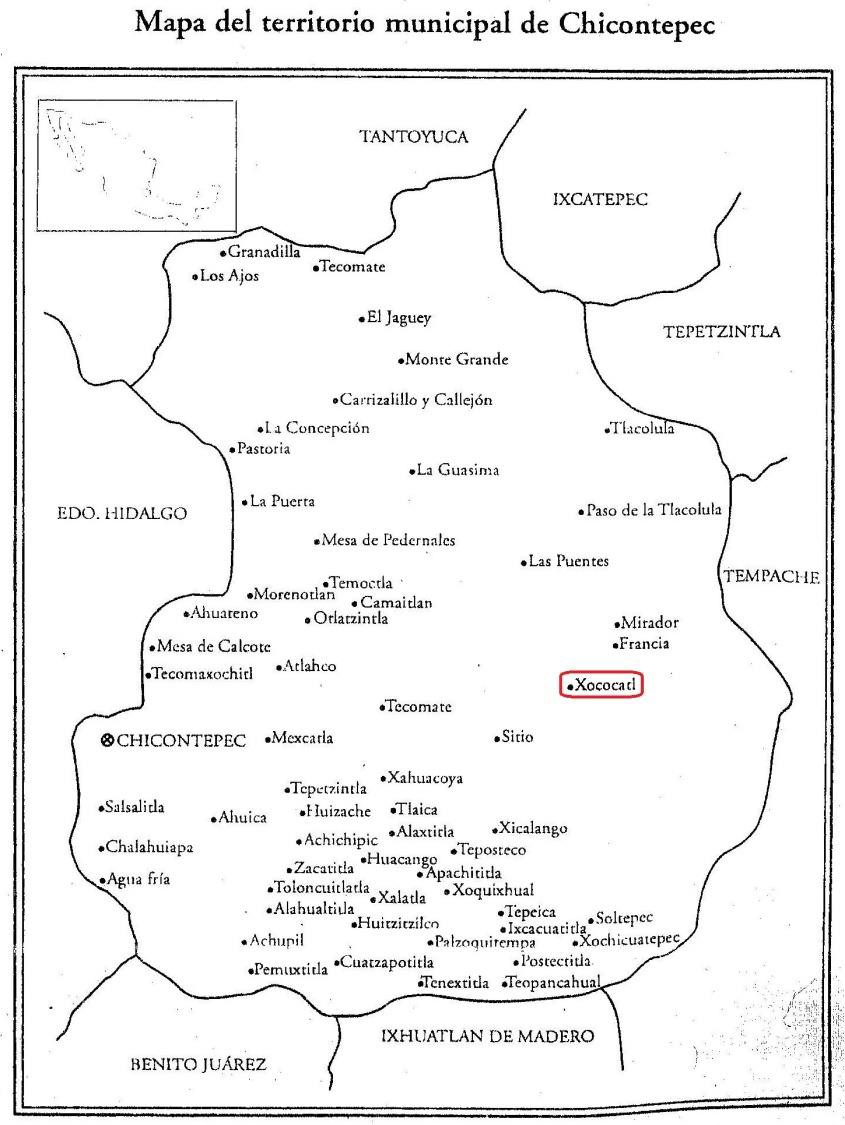 Mapa del territorio municipal de Chicontepec
TANTOYUCA
IXCATEPEC
Granadilla
Tecomate
Los Ajos
El Jaguey
TEPETZINTLA
Monte Grande
Carrizalillo y Callejón
La Concepción
Tlacolula
Pastoria
La Guasima
La Puerta
EDO. HIDALGO
Paso de la Tlacolula
Mesa de Pedernales
Las Puentes
TEMPACHE
Temoctla
Morenotlan
Camaitlan
Ahuateno
Otlatzintla
Mirador
Francia
Mesa de Calcote
Atlahco
Tecomaxochitl
Xococatl
Tecomate
CHICONTEPEC
Mexcatla
Sitio
Xahuacoya
Tepetzintla
Salsalitla
Huizache
Tlaica
Ahuica
Alaxtitla
Xicalango
Achichipic
Chalahuiapa
Teposteco
Huacango
Zacatitla
Apachititla
Agua fría
Toloncuitlatla
Xoquixhual
Xalatla
Alahualtitla
Tepeica
Soltepec
Huitzitzilco
Ixcacuatitla
Achupil
Palzoquitempa
Xochicuatepec
Cuatzapotitla
Postectitla
Pemuxtitla
Tenextitla
Teopancahual
IXHUATLAN DE MADERO
BENITO JUÁREZ